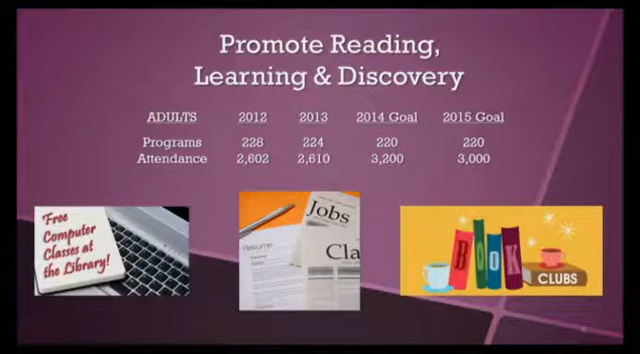 Promote Reading,
Learning & Discovery
ADULTS 2012 2013 2014 Goal 2015 Goal
Programs 228 224 220 220
Attendance 2,602 2,610 3,200 3,000
Free
Computer
Classes at
the Library!
Jobs
Resume
Cla
BOOK
CLUBS